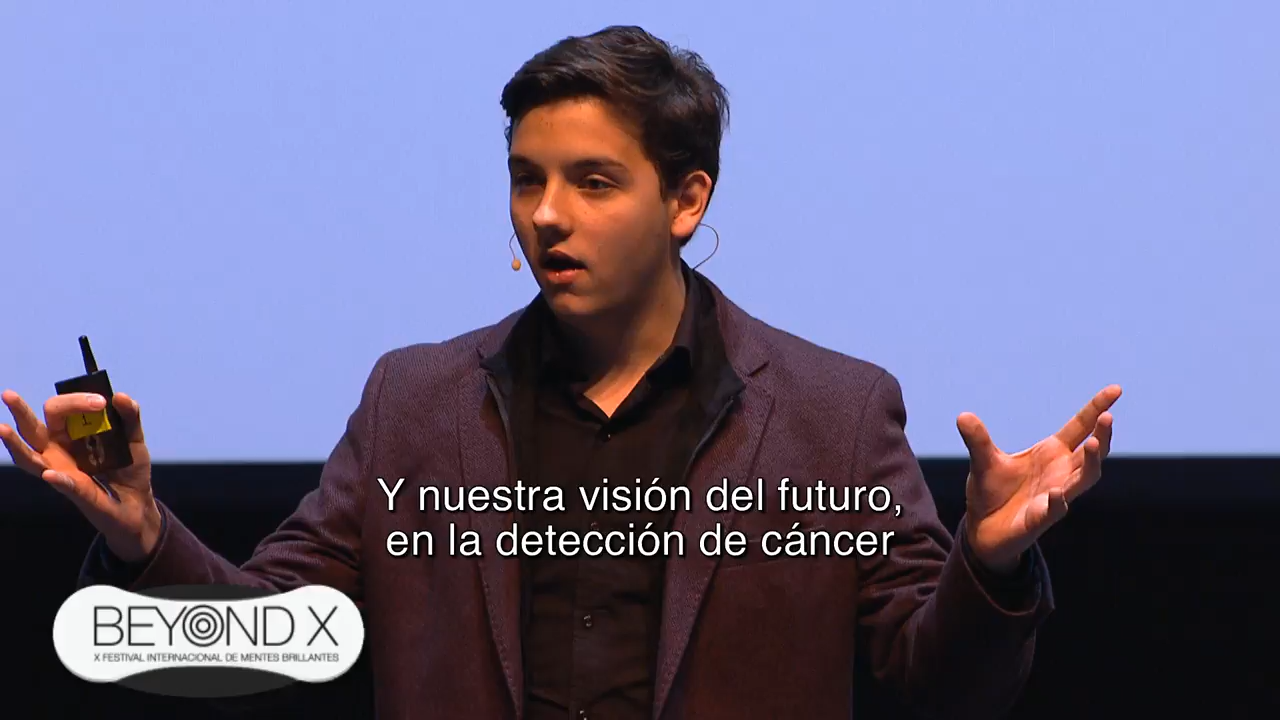 Y nuestra visión del futuro,
en la detección de cáncer
BEYOND X
X FESTIVAL INTERNACIONAL DE MENTES BRILLANTES